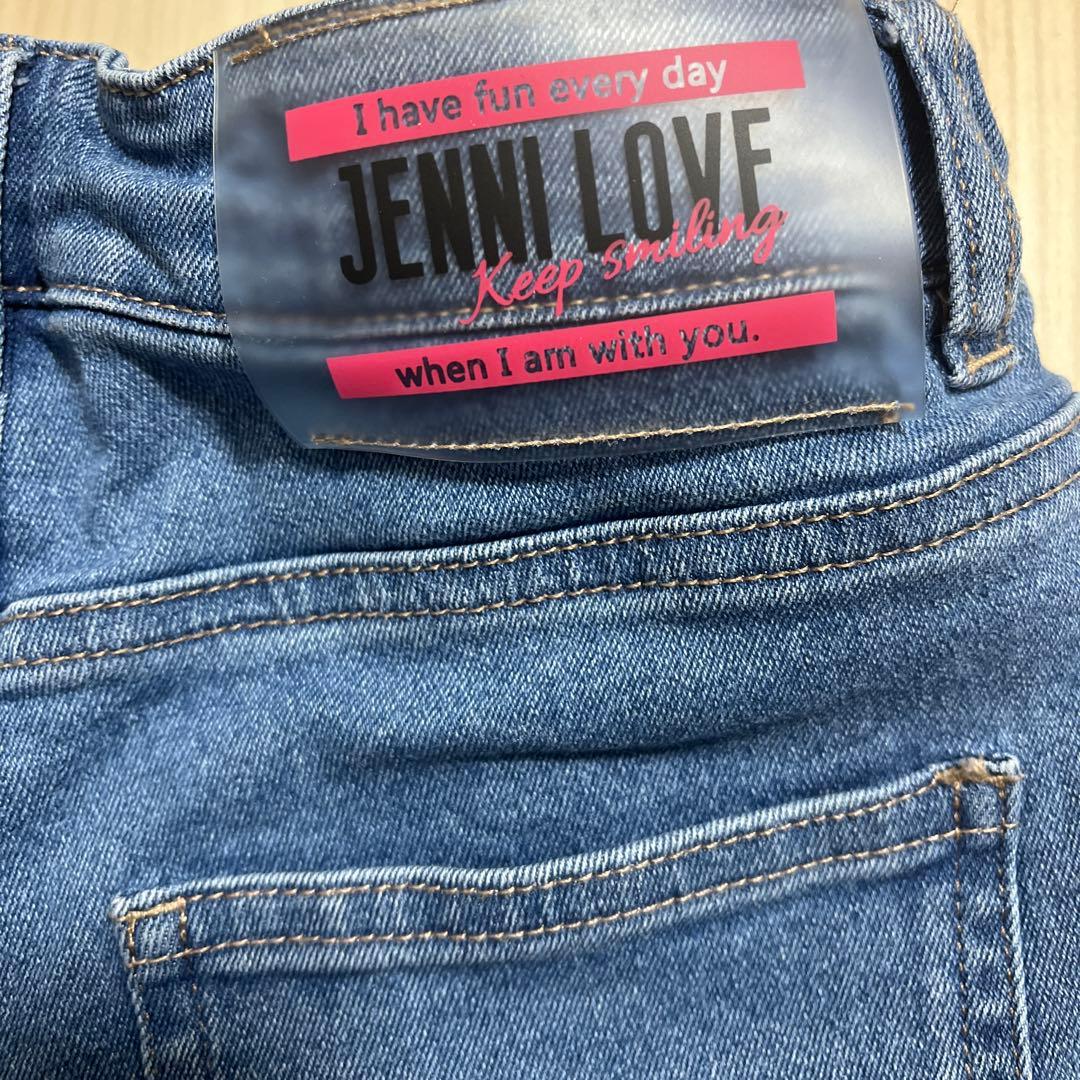 I have fun every day
JENNI LOVE
Keep smiling
when I am with you.